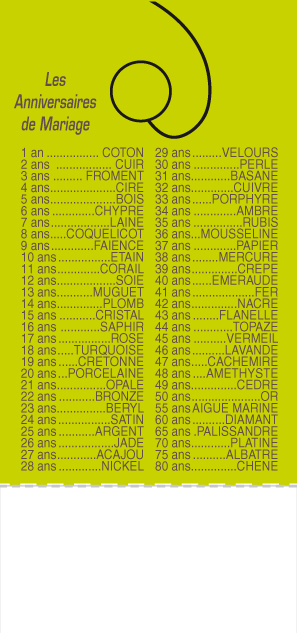 Les
Anniversaires
de Mariage
1 an ................ COTON
2 ans ................. CUIR
3 ans ......... FROMENT
4 ans....................CIRE
5 ans.....................BOIS
6 ans .............CHYPRE
7 ans...................LAINE
8 ans......COQUELICOT
9 ans .............FAIENCE
10 ans .................ETAIN
11 ans..............CORAIL
12 ans...................SOIE
13 ans............MUGUET
14 ans...............PLOMB
15 ans ............CRISTAL
16 ans .............SAPHIR
17 ans ..................ROSE
18 ans.....TURQUOISE
19 ans......CRETONNE
20 ans...PORCELAINE
21 ans................OPALE
22 ans ...........BRONZE
23 ans................BERYL
24 ans .................SATIN
25 ans ............ARGENT
26 ans ..................JADE
27 ans ............ACAJOU
28 ans .............NICKEL
29 ans .........VELOURS
30 ans ...............PERLE
31 ans.............BASANE
32 ans..............CUIVRE
33 ans ......PORPHYRE
34 ans ..............AMBRE
35 ans .................RUBIS
36 ans...MOUSSELINE
37 ans ..............PAPIER
38 ans .........MERCURE
39 ans...............CREPE
40 ans.......EMERAUDE
41 ans .....................FER
42 ans ...............NACRE
43 ans .........FLANELLE
44 ans ..............TOPAZE
45 ans ...........VERMEIL
46 ans ...........LAVANDE
47 ans.....CACHEMIRE
48 ans .....AMETHYSTE
49 ans................CEDRE
50 ans .......................OR
55 ans AIGUE MARINE
60 ans ..........DIAMANT
65 ans .PALISSANDRE
70 ans.............PLATINE
75 ans ...........ALBATRE
80 ans...............CHENE